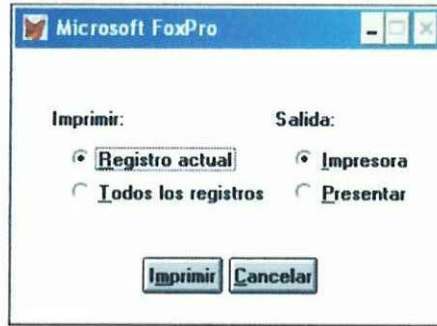 Microsoft FoxPro
Imprimir: Salida:
Registro actual Impresora
Todos los registros Presentar
Imprimir Cancelar